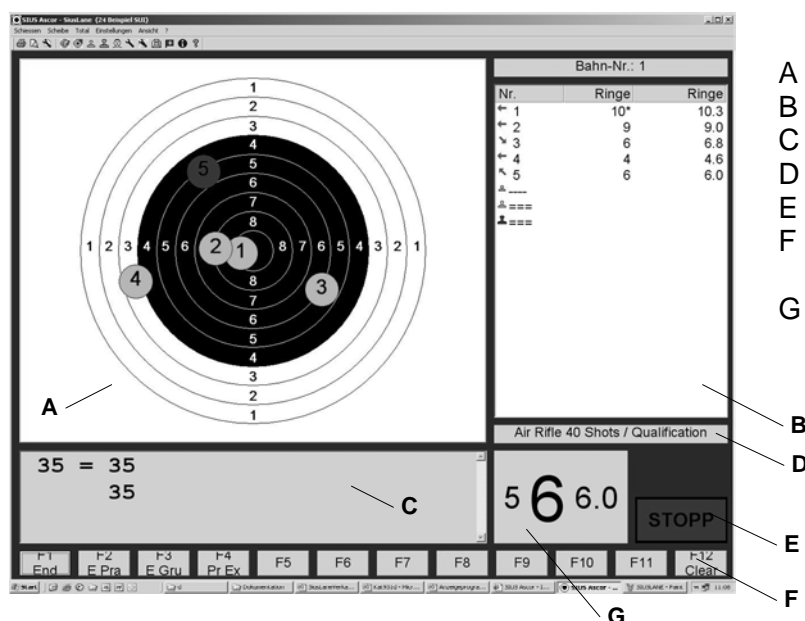 SIUS Ascor - SiusLane (24 Beispiel SUI)
Schiessen Scheibe Total Einstellungen Ansicht ?
Bahn-Nr.: 1
Nr. Ringe Ringe
1 10* 10.3
2 9 9.0
3 6 6.8
4 4 4.6
5 6 6.0
----
===
===
1
2
3
4
5
6
7
8
1 2 3 4 5 6 8 7 6 5 4 3 2 1
8
7
6
5
4
3
2
1
5
2 1
4
3
A
B
Air Rifle 40 Shots / Qualification
D
35 = 35
35
C
5 6 6.0
STOPP
E
F1 End
F2 E Pra
F3 E Gru
F4 Pr Ex
F5
F6
F7
F8
F9
F10
F11
F12 Clear
F
Start
Dokumentation
SIUS Ascor - ...
SIUSLANE - Paint
11:08
G
A
B
C
D
E
F
G